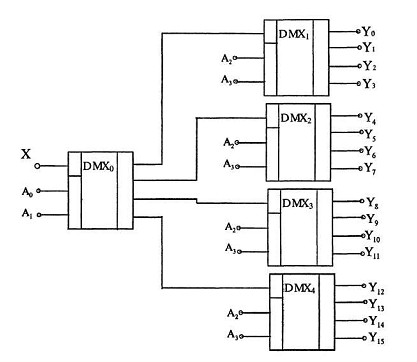 DMX₁
Y₀
Y₁
A₂
Y₂
A₃
Y₃
DMX₂
Y₄
Y₅
A₂
Y₆
A₃
Y₇
X
DMX₀
A₀
A₁
DMX₃
Y₈
Y₉
A₂
Y₁₀
A₃
Y₁₁
DMX₄
Y₁₂
Y₁₃
A₂
Y₁₄
A₃
Y₁₅